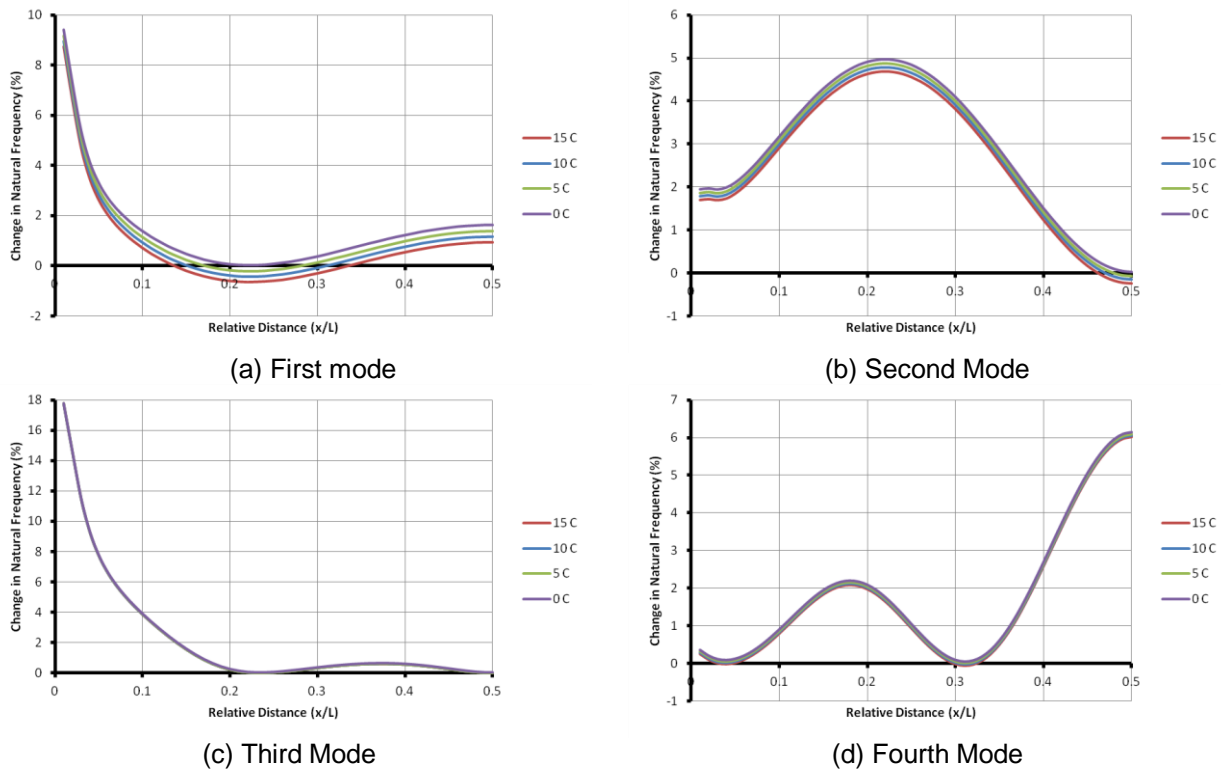 Change in Natural Frequency (%)
10
8
6
4
2
0
-2
0
0.1
0.2
0.3
0.4
0.5
Relative Distance (x/L)
15 C
10 C
5 C
0 C
(a) First mode
Change in Natural Frequency (%)
6
5
4
3
2
1
0
-1
0
0.1
0.2
0.3
0.4
0.5
Relative Distance (x/L)
15 C
10 C
5 C
0 C
(b) Second Mode
Change in Natural Frequency (%)
18
16
14
12
10
8
6
4
2
0
0
0.1
0.2
0.3
0.4
0.5
Relative Distance (x/L)
15 C
10 C
5 C
0 C
(c) Third Mode
Change in Natural Frequency (%)
7
6
5
4
3
2
1
0
-1
0
0.1
0.2
0.3
0.4
0.5
Relative Distance (x/L)
15 C
10 C
5 C
0 C
(d) Fourth Mode